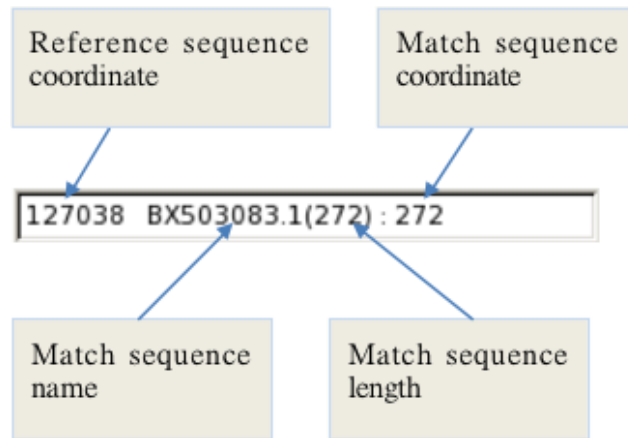 Reference sequence
coordinate
Match sequence
coordinate
127038 BX503083.1(272) : 272
Match sequence
name
Match sequence
length